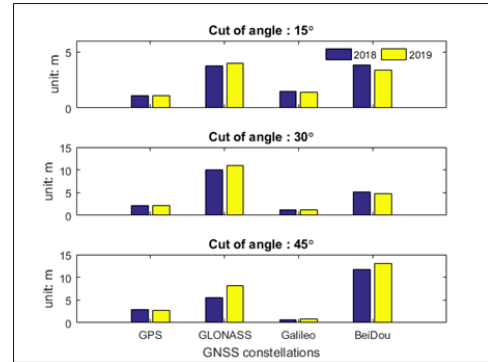 Cut of angle : 15°
unit: m
5
0
2018 2019
Cut of angle : 30°
unit: m
15
10
5
0
Cut of angle : 45°
unit: m
15
10
5
0
GPS GLONASS Galileo BeiDou
GNSS constellations